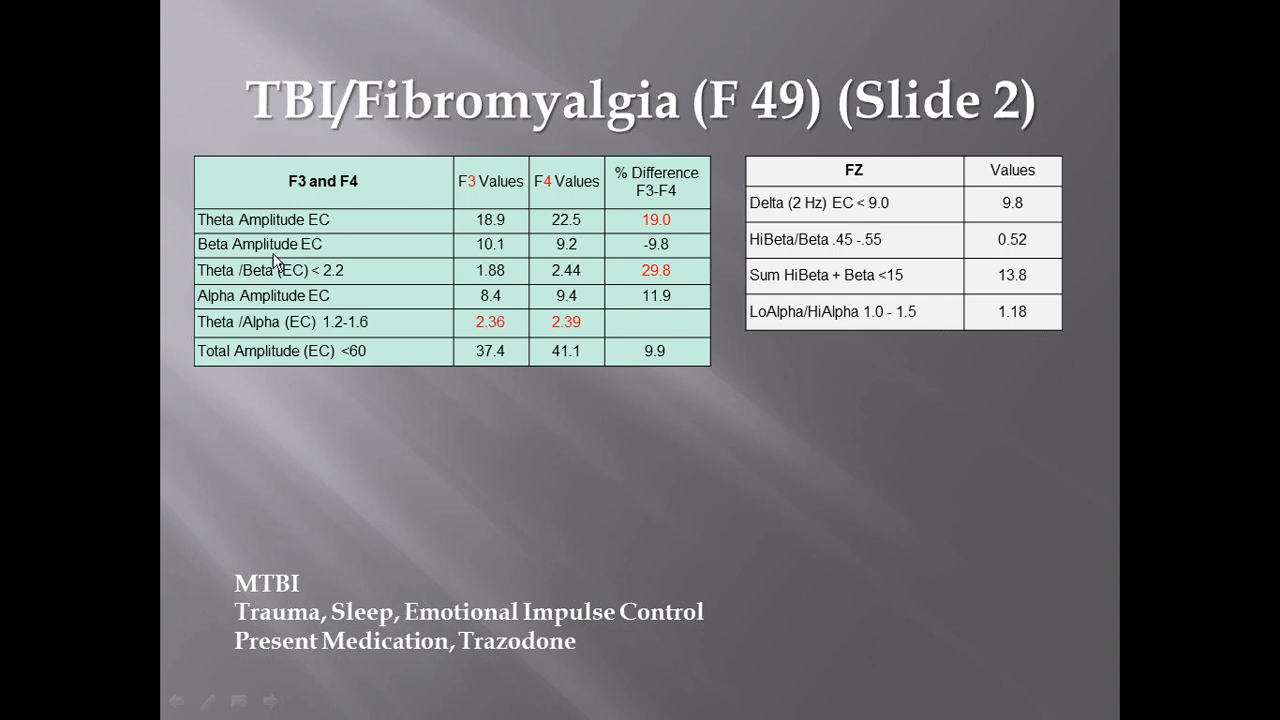 TBI/Fibromyalgia (F 49) (Slide 2)
F3 and F4 F3 Values F4 Values % Difference F3-F4
Theta Amplitude EC 18.9 22.5 19.0
Beta Amplitude EC 10.1 9.2 -9.8
Theta /Beta (EC) < 2.2 1.88 2.44 29.8
Alpha Amplitude EC 8.4 9.4 11.9
Theta /Alpha (EC) 1.2-1.6 2.36 2.39
Total Amplitude (EC) <60 37.4 41.1 9.9
FZ Values
Delta (2 Hz) EC < 9.0 9.8
HiBeta/Beta .45 -.55 0.52
Sum HiBeta + Beta <15 13.8
LoAlpha/HiAlpha 1.0 - 1.5 1.18
MTBI
Trauma, Sleep, Emotional Impulse Control
Present Medication, Trazodone